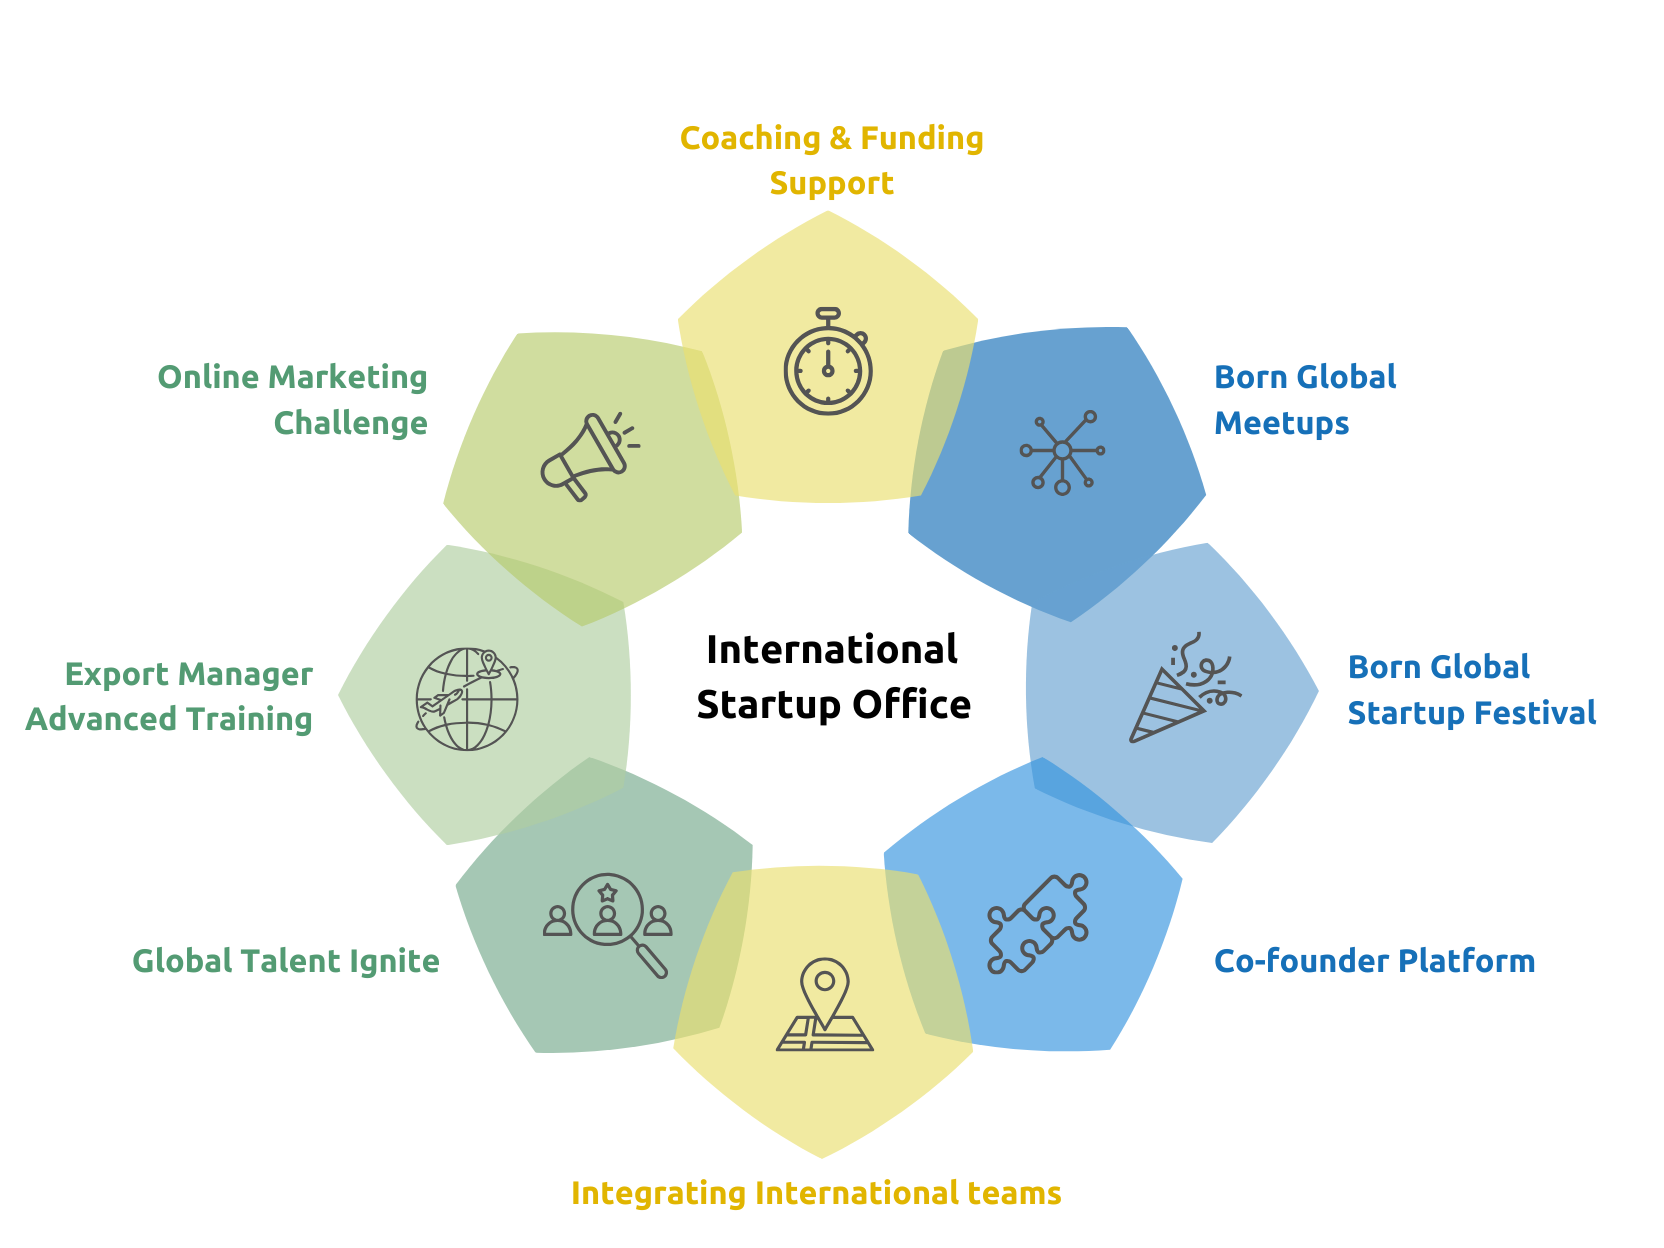 Coaching & Funding
Support
Online Marketing
Challenge
Born Global
Meetups
International
Startup Office
Export Manager
Advanced Training
Born Global
Startup Festival
Global Talent Ignite
Co-founder Platform
Integrating International teams